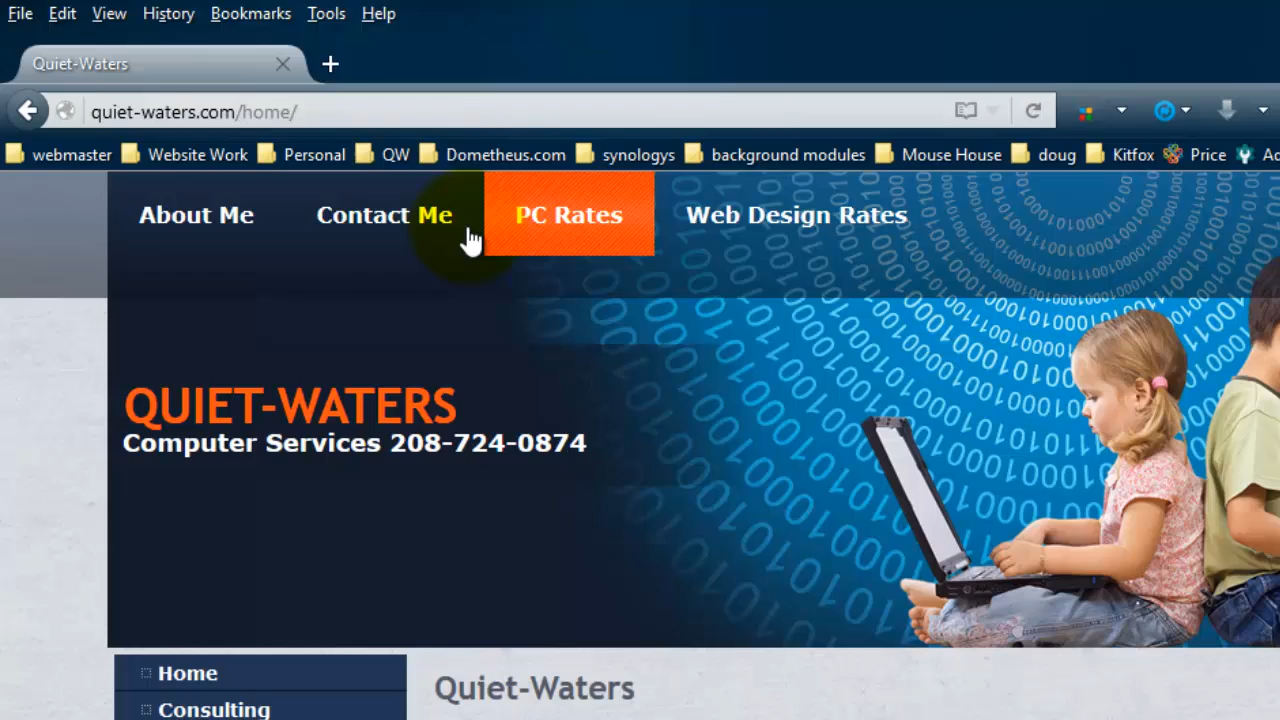 File Edit View History Bookmarks Tools Help
Quiet-Waters
quiet-waters.com/home/
webmaster Website Work Personal QW Dometheus.com synologys background modules Mouse House doug Kitfox Price
About Me Contact Me PC Rates Web Design Rates
QUIET-WATERS
Computer Services 208-724-0874
Home
Quiet-Waters
Consulting